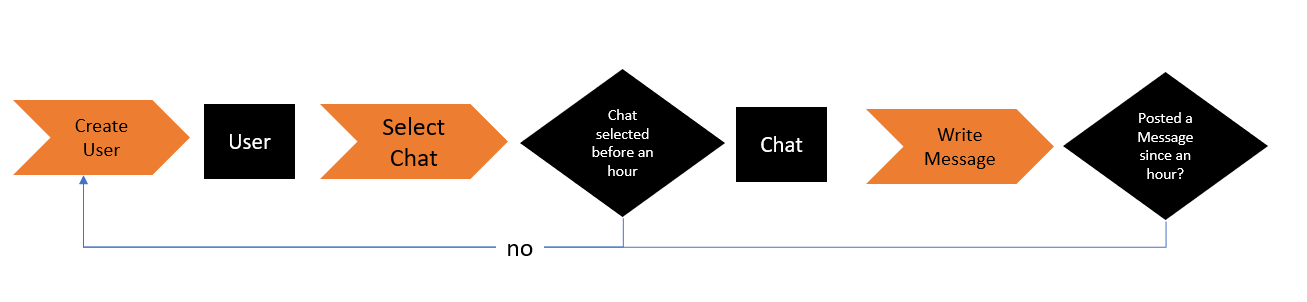 Create
User
User
Select
Chat
Chat
selected
before an
hour
Chat
Write
Message
Posted a
Message
since an
hour?
no